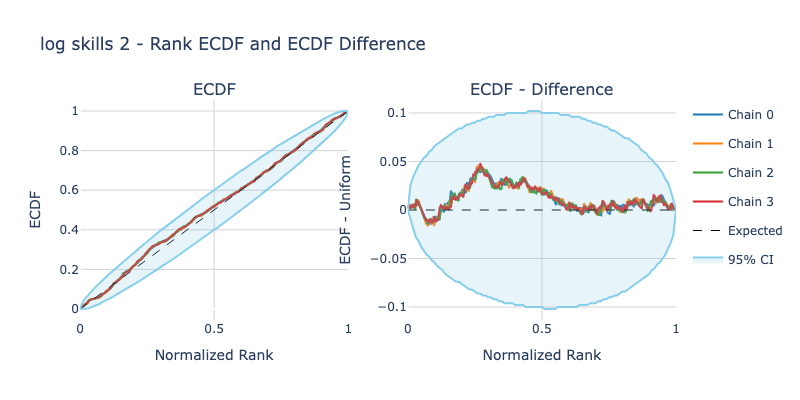 log skills 2 - Rank ECDF and ECDF Difference
ECDF
ECDF - Difference
ECDF
1
0.8
0.6
0.4
0.2
0
0
0.5
1
Normalized Rank
ECDF - Uniform
0.1
0.05
0
−0.05
−0.1
0
0.5
1
Normalized Rank
Chain 0
Chain 1
Chain 2
Chain 3
Expected
95% CI